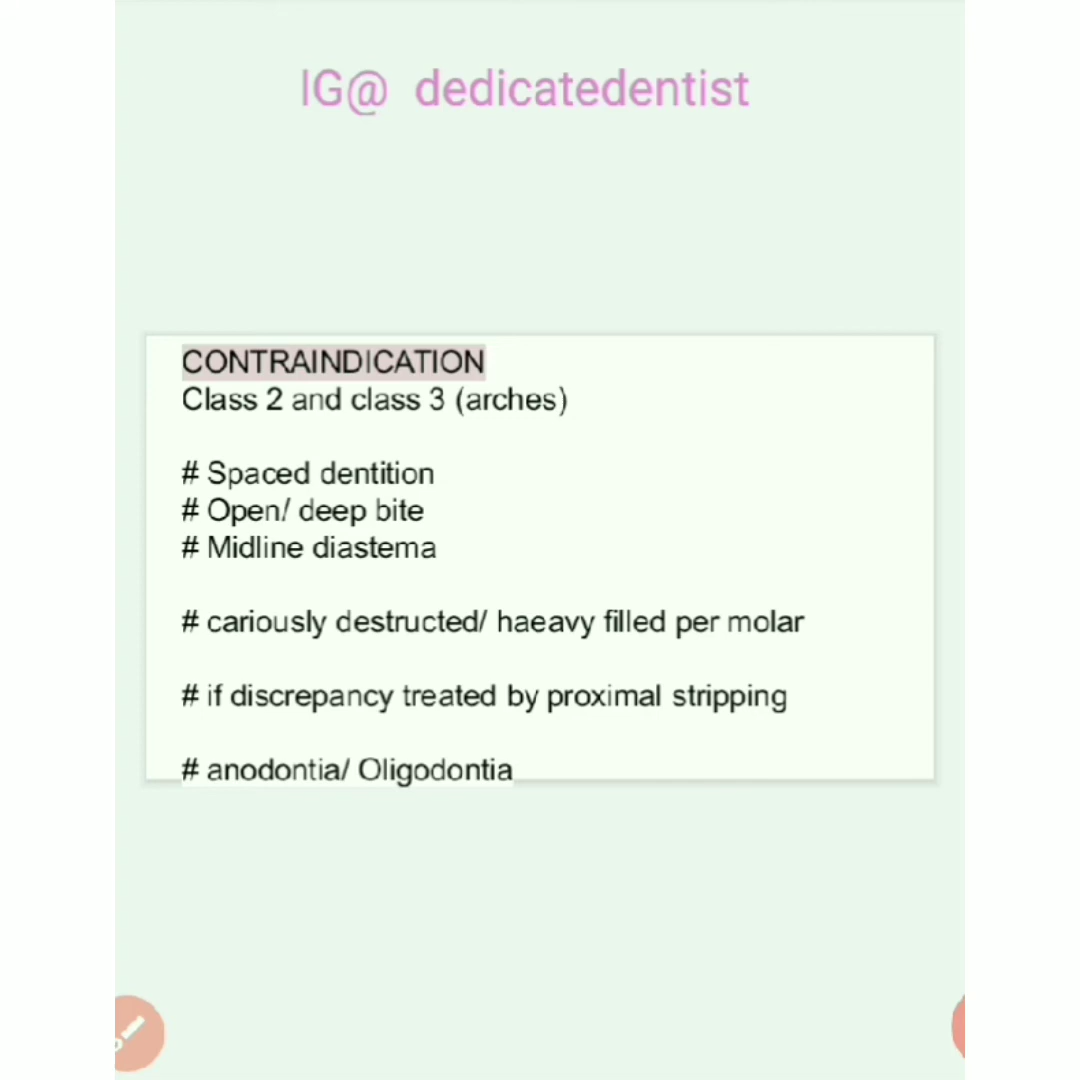 IG@ dedicatedentist
CONTRAINDICATION
Class 2 and class 3 (arches)
# Spaced dentition
# Open/ deep bite
# Midline diastema
# cariously destructed/ haeavy filled per molar
# if discrepancy treated by proximal stripping
# anodontia/ Oligodontia